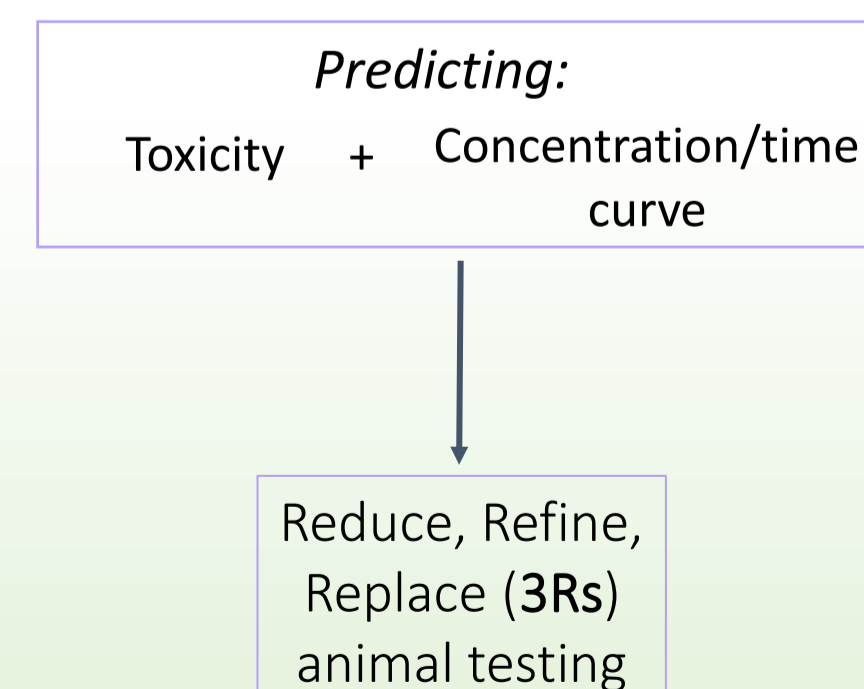 Predicting:
Toxicity + Concentration/time
curve
Reduce, Refine,
Replace (3Rs)
animal testing